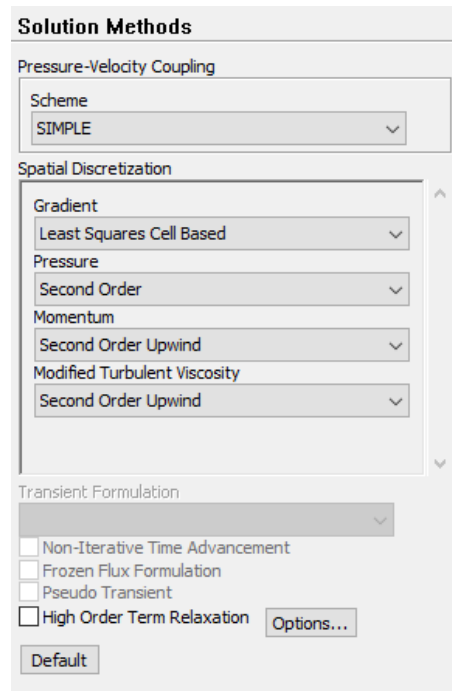 Solution Methods
Pressure-Velocity Coupling
Scheme
SIMPLE
Spatial Discretization
Gradient
Least Squares Cell Based
Pressure
Second Order
Momentum
Second Order Upwind
Modified Turbulent Viscosity
Second Order Upwind
Transient Formulation
Non-Iterative Time Advancement
Frozen Flux Formulation
Pseudo Transient
High Order Term Relaxation Options...
Default